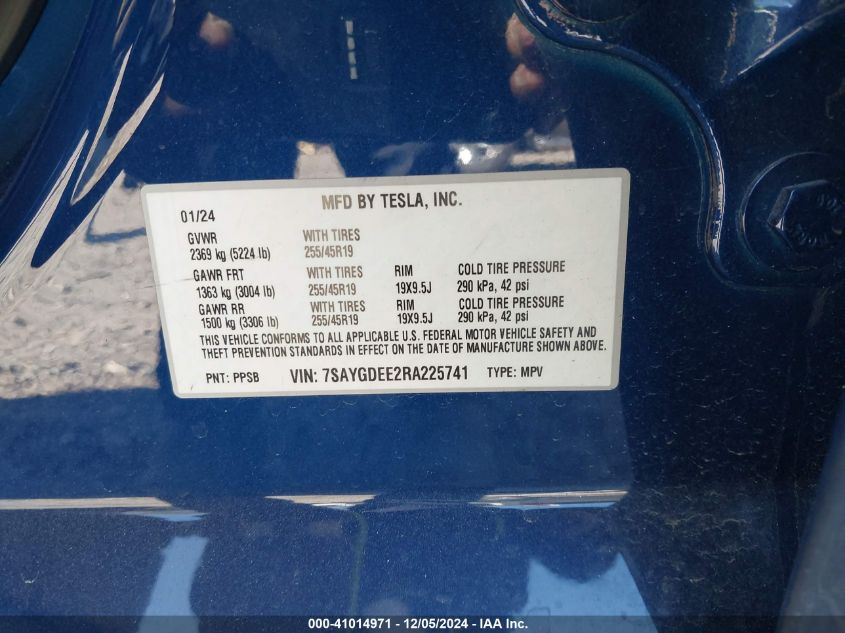 MFD BY TESLA, INC.
01/24
GVWR WITH TIRES
2369 kg (5224 lb) 255/45R19
GAWR FRT WITH TIRES RIM COLD TIRE PRESSURE
1363 kg (3004 lb) 255/45R19 19X9.5J 290 kPa, 42 psi
GAWR RR WITH TIRES RIM COLD TIRE PRESSURE
1500 kg (3306 lb) 255/45R19 19X9.5J 290 kPa, 42 psi
THIS VEHICLE CONFORMS TO ALL APPLICABLE U.S. FEDERAL MOTOR VEHICLE SAFETY AND
THEFT PREVENTION STANDARDS IN EFFECT ON THE DATE OF MANUFACTURE SHOWN ABOVE.
PNT: PPSB VIN: 7SAYGDEE2RA225741 TYPE: MPV
000-41014971 - 12/05/2024 - IAA Inc.